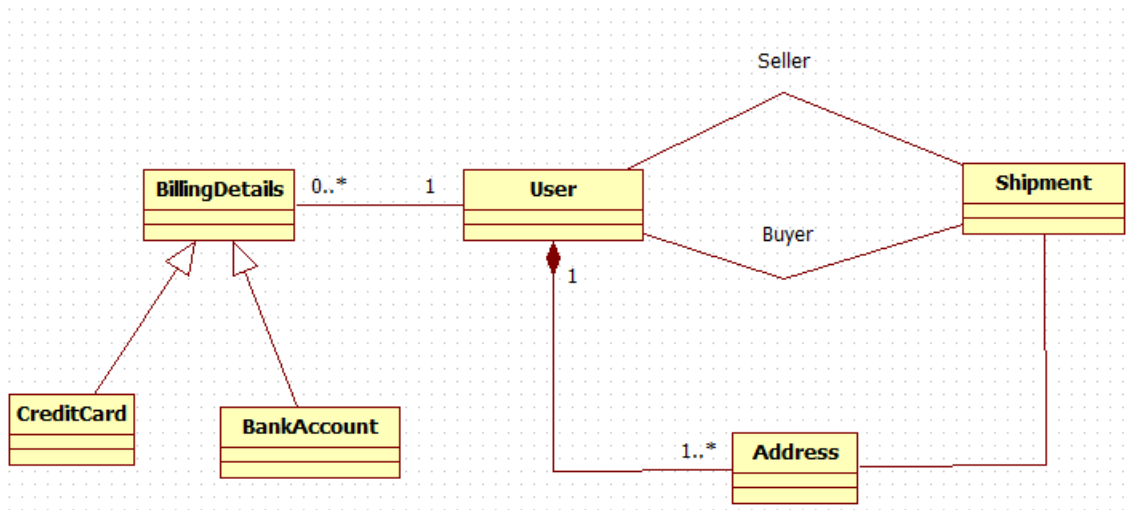 Seller
BillingDetails
0..*
1
User
Shipment
Buyer
1
CreditCard
BankAccount
1..*
Address